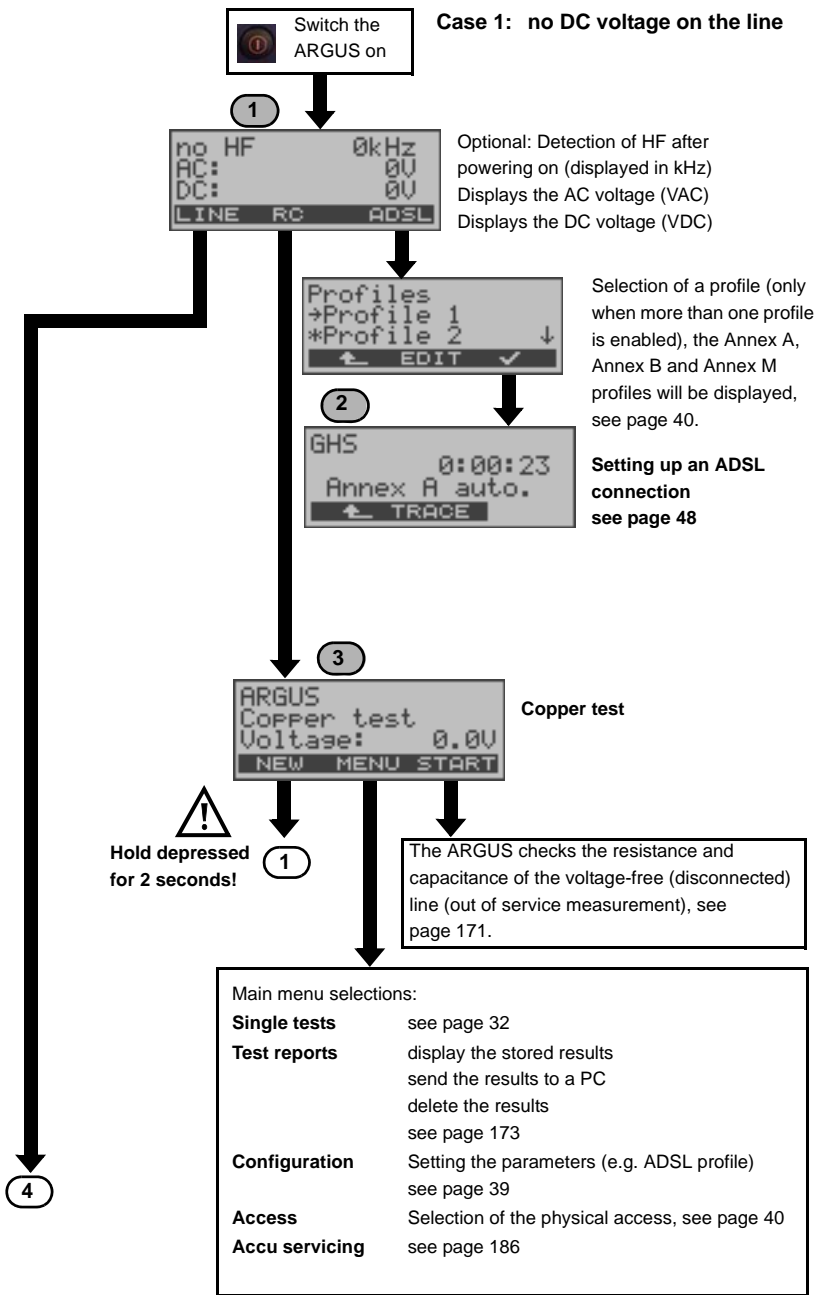 Switch the
ARGUS on
Case 1: no DC voltage on the line
1
no HF 0kHz
AC: 0V
DC: 0V
LINE RC ADSL
Optional: Detection of HF after
powering on (displayed in kHz)
Displays the AC voltage (VAC)
Displays the DC voltage (VDC)
Profiles
→Profile 1
*Profile 2 ↓
EDIT ✓
Selection of a profile (only
when more than one profile
is enabled), the Annex A,
Annex B and Annex M
profiles will be displayed,
see page 40.
2
GHS
0:00:23
Annex A auto.
TRACE
Setting up an ADSL
connection
see page 48
3
ARGUS
Copper test
Voltage: 0.0V
NEW MENU START
Copper test
Hold depressed
for 2 seconds!
1
The ARGUS checks the resistance and
capacitance of the voltage-free (disconnected)
line (out of service measurement), see
page 171.
Main menu selections:
Single tests see page 32
Test reports display the stored results
send the results to a PC
delete the results
see page 173
Configuration Setting the parameters (e.g. ADSL profile)
see page 39
Access Selection of the physical access, see page 40
Accu servicing see page 186
4